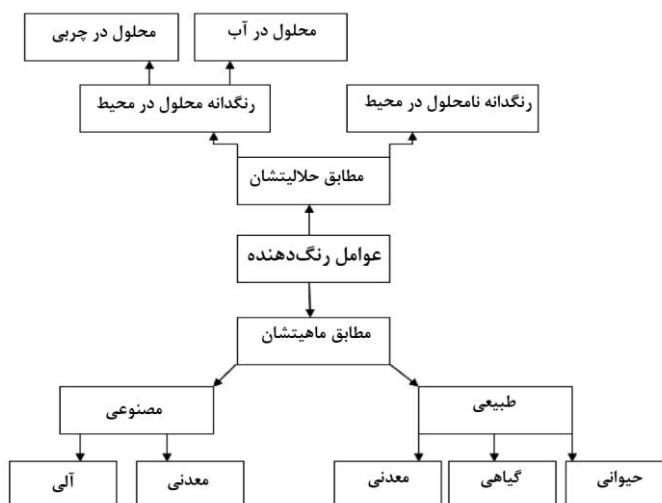 محلول در آب
محلول در چربی
رنگدانه نامحلول در محیط
رنگدانه محلول در محیط
مطابق حلالیتشان
عوامل رنگ‌دهنده
مطابق ماهیتشان
طبیعی
مصنوعی
حیوانی
گیاهی
معدنی
معدنی
آلی